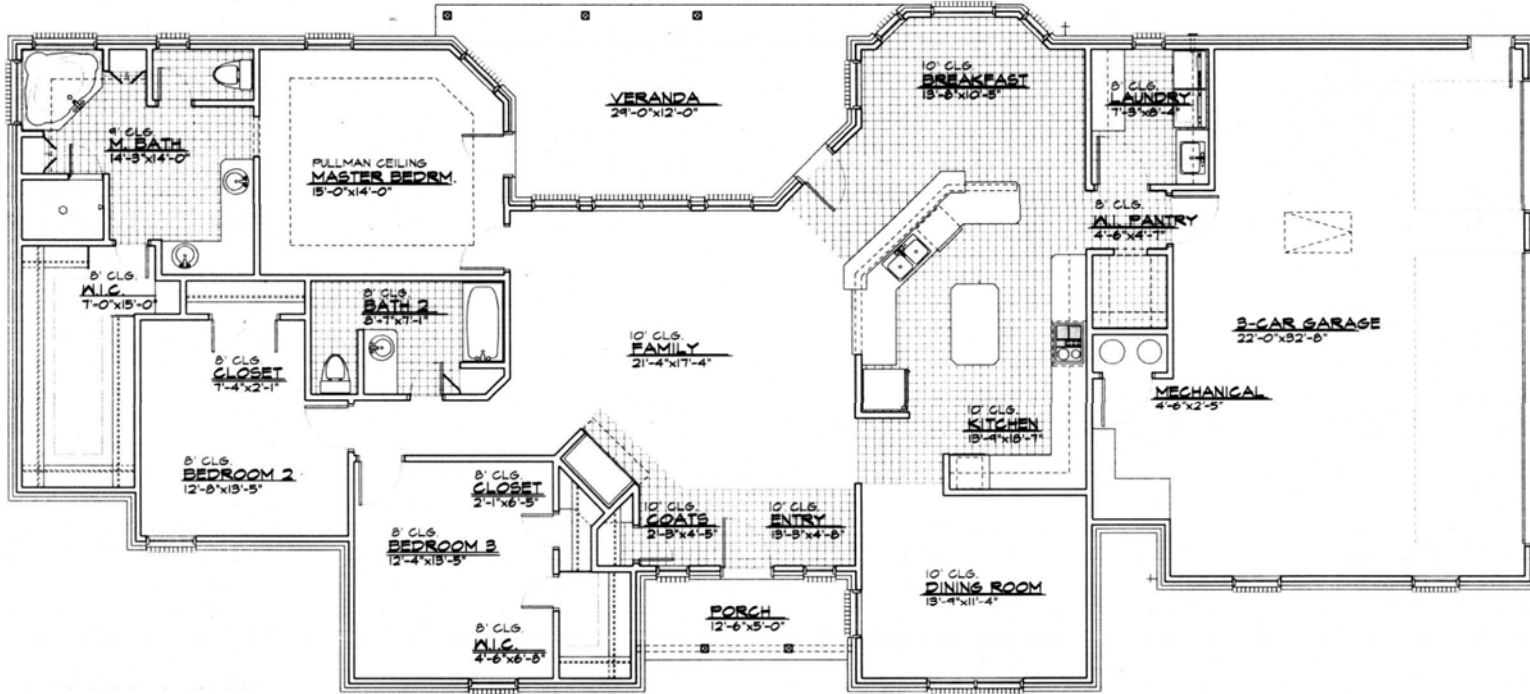 10' CLG.
BREAKFAST
13'-8"x10'-5"
8' CLG.
LAUNDRY
7'-3"x8'-4"
VERANDA
29'-0"x12'-0"
9' CLG.
M. BATH
14'-3"x14'-0"
PULLMAN CEILING
MASTER BEDRM.
15'-0"x14'-0"
8' CLG.
W.I. PANTRY
4'-6"x4'-7"
8' CLG.
W.I.C.
7'-0"x15'-0"
8' CLG.
BATH 2
8'-7"x7'-1"
3-CAR GARAGE
22'-0"x32'-8"
10' CLG.
FAMILY
21'-4"x17'-4"
8' CLG.
CLOSET
7'-4"x2'-1"
MECHANICAL
4'-6"x2'-5"
10' CLG.
KITCHEN
13'-9"x18'-7"
8' CLG.
BEDROOM 2
12'-8"x13'-5"
8' CLG.
CLOSET
2'-1"x6'-5"
10' CLG.
COATS
2'-3"x4'-5"
10' CLG.
ENTRY
13'-3"x4'-8"
8' CLG.
BEDROOM 3
12'-4"x13'-5"
10' CLG.
DINING ROOM
13'-9"x11'-4"
PORCH
12'-6"x5'-0"
8' CLG.
W.I.C.
4'-6"x6'-8"